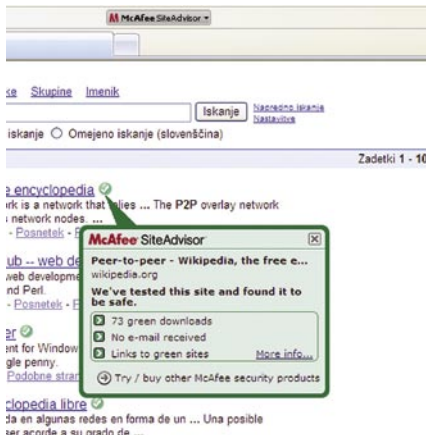 McAfee SiteAdvisor
ke Skupine Imenik
Iskanje
Napredno iskanje
Nastavitve
iskanje Omejeno iskanje (slovenščina)
Zadetki 1 - 10
e encyclopedia
rk is a network that relies ... The P2P overlay network
network nodes. ...
- Posnetek -
McAfee SiteAdvisor
Peer-to-peer - Wikipedia, the free e...
wikipedia.org
We've tested this site and found it to
be safe.
73 green downloads
No e-mail received
Links to green sites More info...
Try / buy other McAfee security products
ub -- web de
web developme
nd Perl.
- Posnetek -
er
ent for Window
gle penny.
Podobne stran
clopedia libre
da en algunas redes en forma de un ... Una posible
ser acorde a su grado de ...